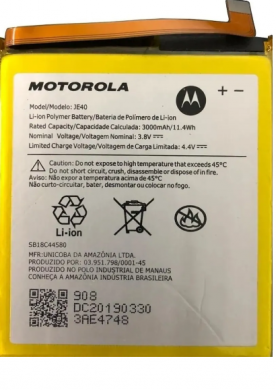 MOTOROLA
+ -
Model/Modelo: JE40
Li-ion Polymer Battery/Bateria de Polímero de Li-ion
Rated Capacity/Capacidade Calculada: 3000mAh/11.4Wh
Nominal Voltage/Voltagem Nominal: 3.8V
Limited Charge Voltage/Voltagem de Carga Limitada: 4.4V
Caution: Do not expose to high temperature that exceeds 45°C
Do not short circuit, crush, disassemble or dispose of in fire.
Aviso: Não expor a temperatura acima de 45°C
Não curto-circuitar, bater, desmontar ou colocar no fogo.
Li-ion
SB18C44580
MFR:UNICOBA DA AMAZÔNIA LTDA.
PRODUZIDO POR: 03.951.798/0001-45
PRODUZIDO NO POLO INDUSTRIAL DE MANAUS
CONHEÇA A AMAZÔNIA INDÚSTRIA BRASILEIRA
908
DC20190330
3AE4748